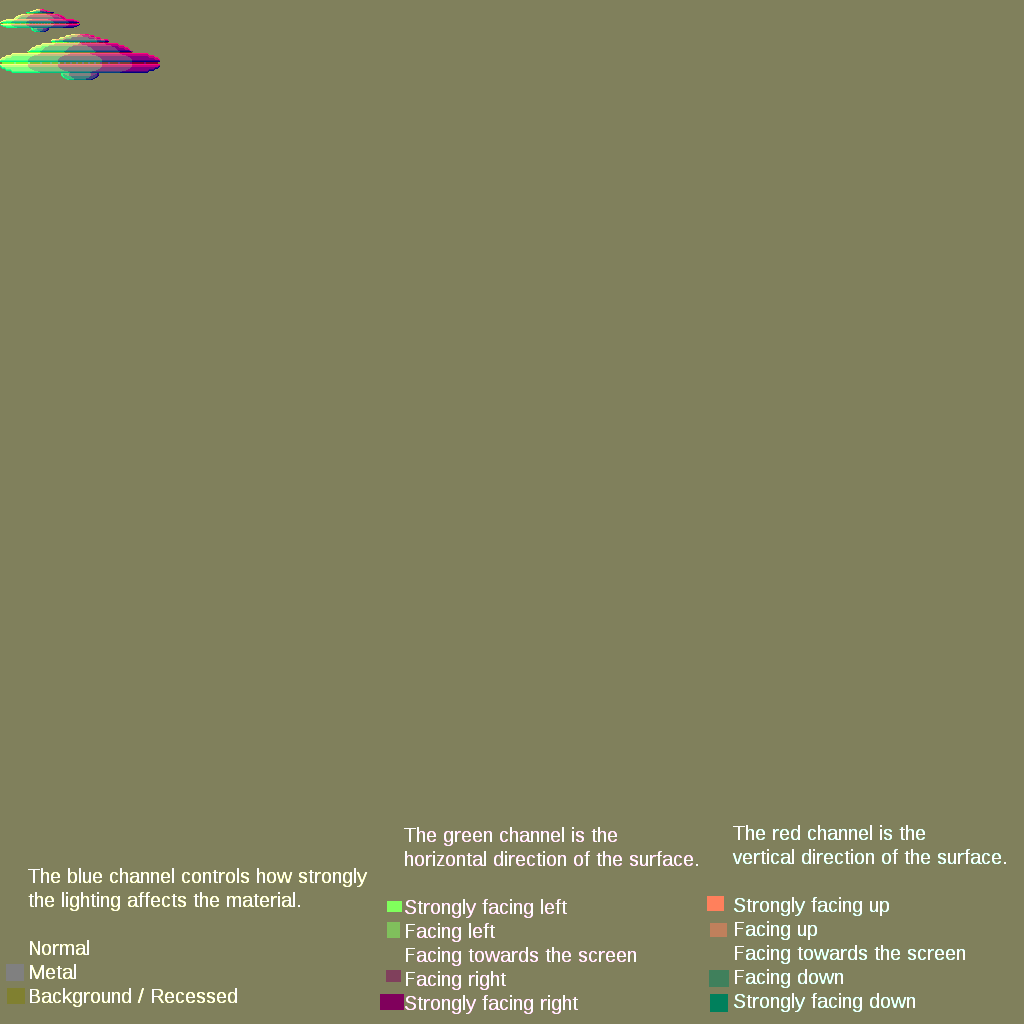 The blue channel controls how strongly
the lighting affects the material.
Normal
Metal
Background / Recessed
The green channel is the
horizontal direction of the surface.
Strongly facing left
Facing left
Facing towards the screen
Facing right
Strongly facing right
The red channel is the
vertical direction of the surface.
Strongly facing up
Facing up
Facing towards the screen
Facing down
Strongly facing down